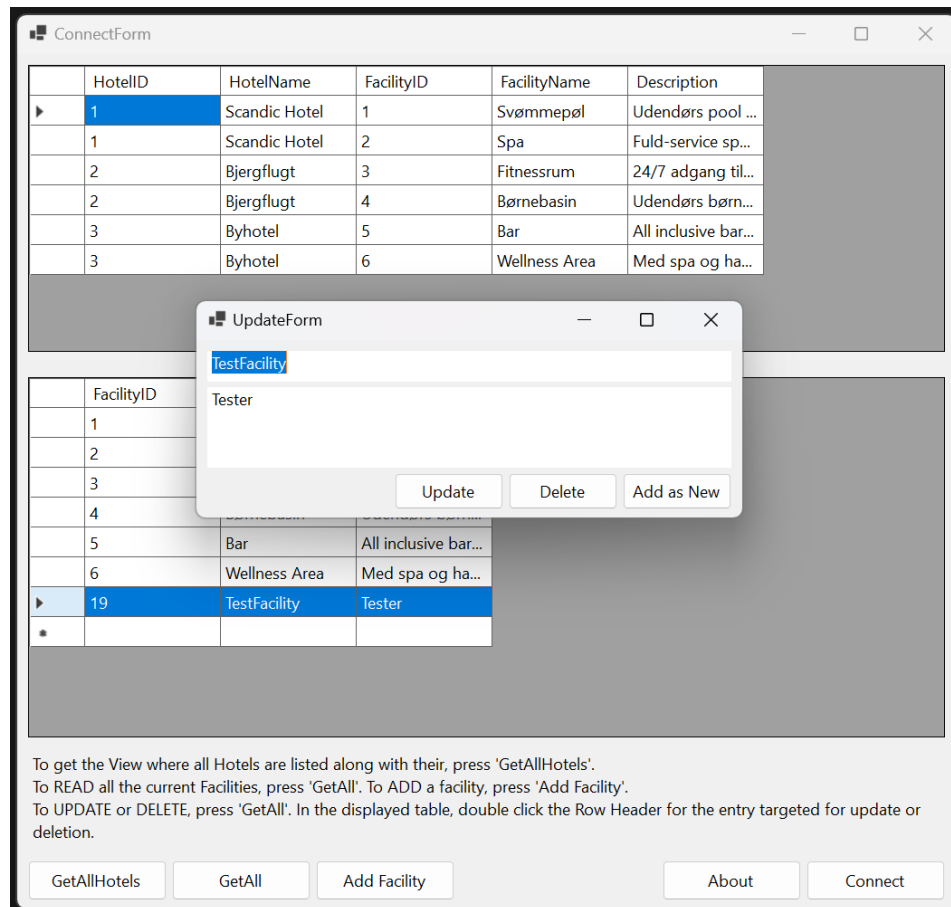 ConnectForm
HotelID HotelName FacilityID FacilityName Description
1 Scandic Hotel 1 Svømmepøl Udendørs pool ...
1 Scandic Hotel 2 Spa Fuld-service sp...
2 Bjergflugt 3 Fitnessrum 24/7 adgang til...
2 Bjergflugt 4 Børnebasin Udendørs børn...
3 Byhotel 5 Bar All inclusive bar...
3 Byhotel 6 Wellness Area Med spa og ha...
UpdateForm
TestFacility
Tester
Update Delete Add as New
FacilityID
1
2
3
4
5 Bar All inclusive bar...
6 Wellness Area Med spa og ha...
19 TestFacility Tester
To get the View where all Hotels are listed along with their, press 'GetAllHotels'.
To READ all the current Facilities, press 'GetAll'. To ADD a facility, press 'Add Facility'.
To UPDATE or DELETE, press 'GetAll'. In the displayed table, double click the Row Header for the entry targeted for update or
deletion.
GetAllHotels GetAll Add Facility About Connect